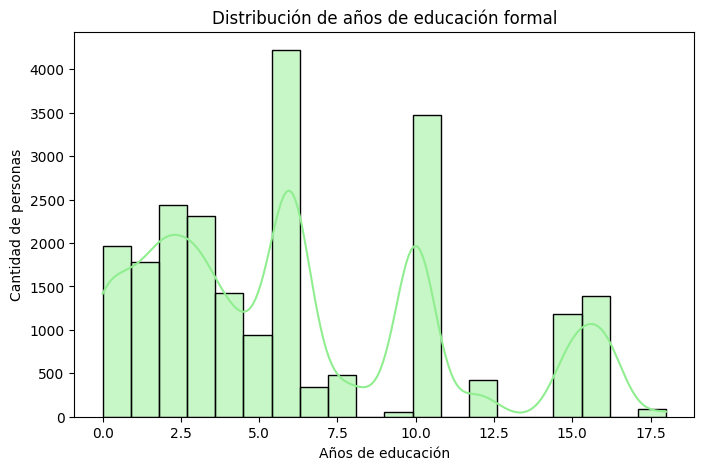 Distribución de años de educación formal
4000
3500
3000
2500
2000
1500
1000
500
0
Cantidad de personas
0.0 2.5 5.0 7.5 10.0 12.5 15.0 17.5
Años de educación